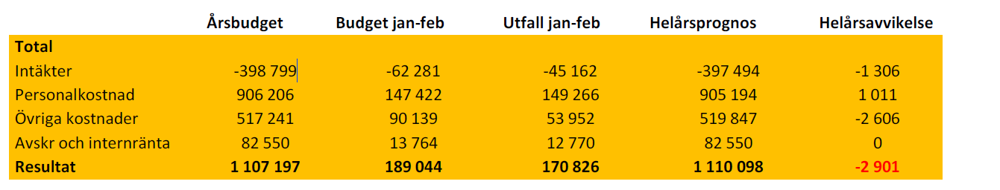 Årsbudget Budget jan-feb Utfall jan-feb Helårsprognos Helårsavvikelse
Total
Intäkter -398 799 -62 281 -45 162 -397 494 -1 306
Personalkostnad 906 206 147 422 149 266 905 194 1 011
Övriga kostnader 517 241 90 139 53 952 519 847 -2 606
Avskr och internränta 82 550 13 764 12 770 82 550 0
Resultat 1 107 197 189 044 170 826 1 110 098 -2 901